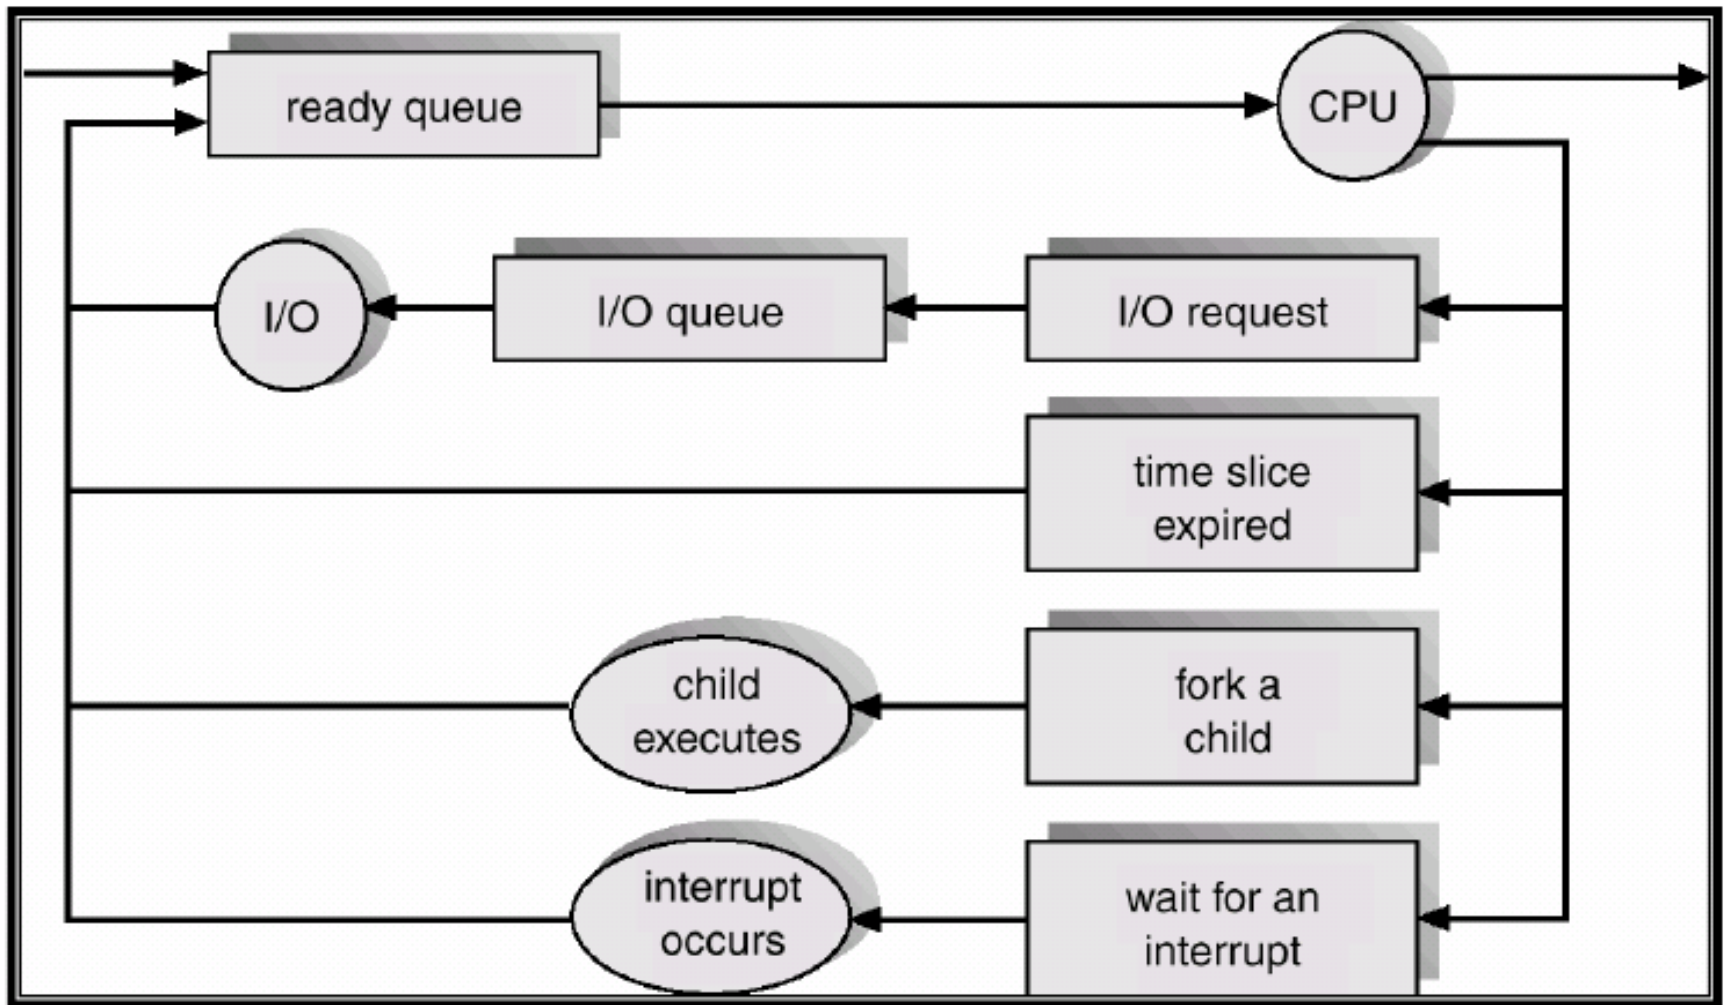 ready queue
CPU
I/O
I/O queue
I/O request
time slice
expired
child
executes
fork a
child
interrupt
occurs
wait for an
interrupt